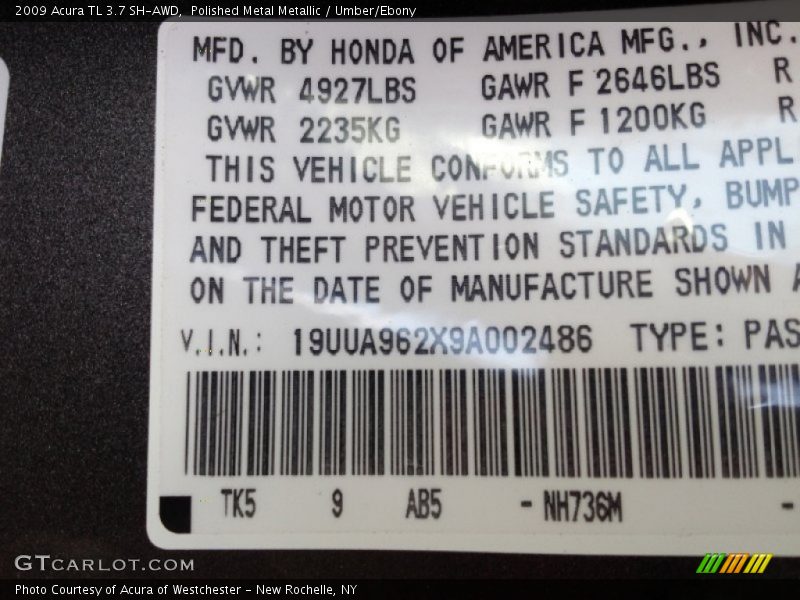 2009 Acura TL 3.7 SH-AWD,  Polished Metal Metallic / Umber/Ebony
MFD. BY HONDA OF AMERICA MFG., INC.
GVWR 4927LBS GAWR F 2646LBS R
GVWR 2235KG GAWR F 1200KG R
THIS VEHICLE CONFORMS TO ALL APPL
FEDERAL MOTOR VEHICLE SAFETY, BUMP
AND THEFT PREVENTION STANDARDS IN
ON THE DATE OF MANUFACTURE SHOWN A
V.I.N.: 19UUA962X9A002486 TYPE: PAS
TK5 9 AB5 - NH736M -
GTCARLOT.COM
Photo Courtesy of Acura of Westchester - New Rochelle, NY